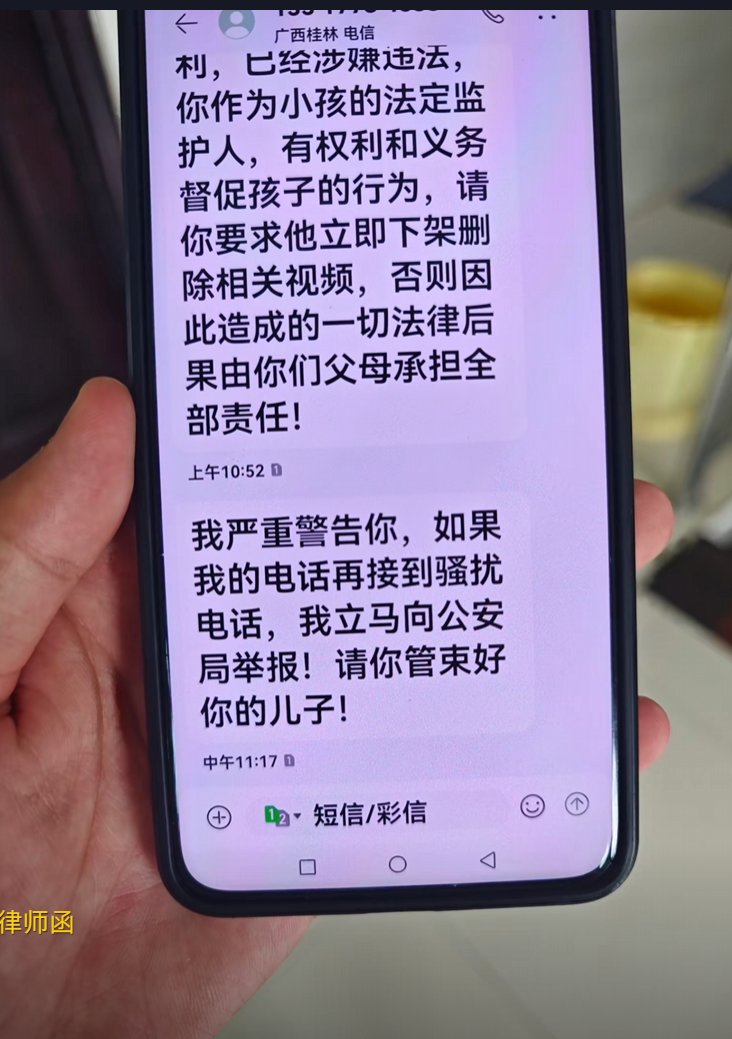 广西桂林 电信
利，已经涉嫌违法，
你作为小孩的法定监
护人，有权利和义务
督促孩子的行为，请
你要求他立即下架删
除相关视频，否则因
此造成的一切法律后
果由你们父母承担全
部责任！
上午10:52 1
我严重警告你，如果
我的电话再接到骚扰
电话，我立马向公安
局举报！请你管束好
你的儿子！
中午11:17 1
12 短信/彩信
律师函